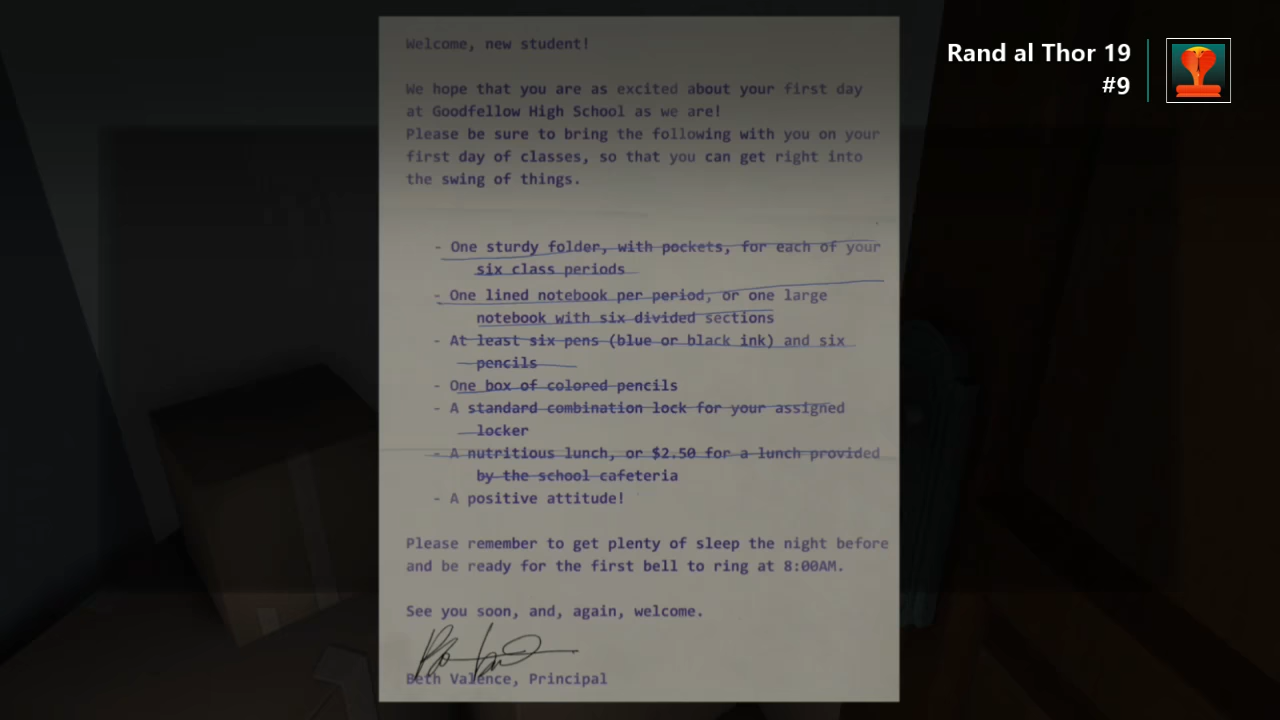 Welcome, new student!
We hope that you are as excited about your first day
at Goodfellow High School as we are!
Please be sure to bring the following with you on your
first day of classes, so that you can get right into
the swing of things.
- One sturdy folder, with pockets, for each of your
six class periods
- One lined notebook per period, or one large
notebook with six divided sections
- At least six pens (blue or black ink) and six
pencils
- One box of colored pencils
- A standard combination lock for your assigned
locker
- A nutritious lunch, or $2.50 for a lunch provided
by the school cafeteria
- A positive attitude!
Please remember to get plenty of sleep the night before
and be ready for the first bell to ring at 8:00AM.
See you soon, and, again, welcome.
Beth Valence, Principal
Rand al Thor 19
#9